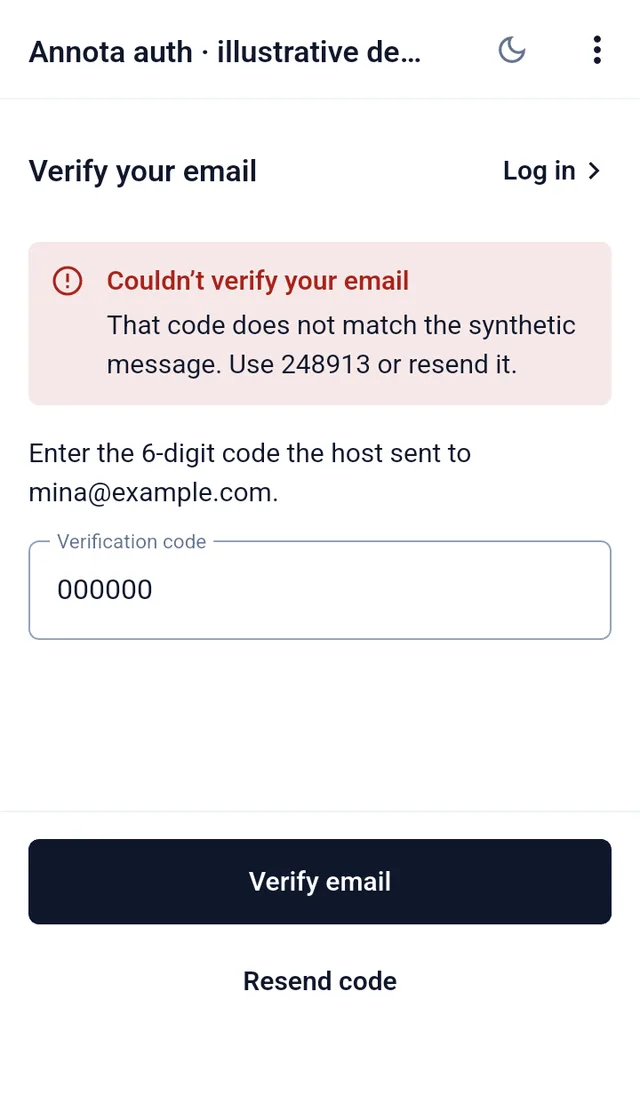 Annota auth · illustrative de…
Verify your email
Log in
Couldn’t verify your email
That code does not match the synthetic
message. Use 248913 or resend it.
Enter the 6-digit code the host sent to
mina@example.com.
Verification code
000000
Verify email
Resend code